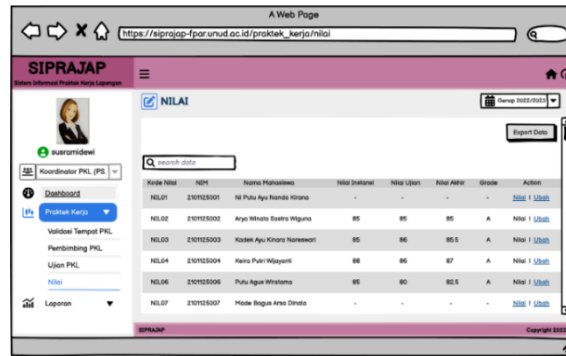 A Web Page
https://siprajap-fpar.unud.ac.id/praktek_kerja/nilai
SIPRAJAP
Sistem Informasi Praktek Kerja Lapangan
NILAI
Genap 2022/2023
Export Data
susramidewi
Koordinator PKL (PS.
search data
Dashboard
Praktek Kerja
Validasi Tempat PKL
Pembimbing PKL
Ujian PKL
Nilai
Laporan
Kode Nilai NIM Nama Mahasiswa Nilai Instansi Nilai Ujian Nilai Akhir Grade Action
NIL01 2101125001 Ni Putu Ayu Nanda Kirana - - - - Nilai | Ubah
NIL02 2101125002 Arya Winata Sastra Wiguna 85 85 85 A Nilai | Ubah
NIL03 2101125003 Kadek Ayu Kinara Nareswari 85 86 85.5 A Nilai | Ubah
NIL04 2101125004 Keira Putri Wijayanti 88 86 87 A Nilai | Ubah
NIL06 2101125006 Putu Agus Wiratama 85 80 82.5 A Nilai | Ubah
NIL07 2101125007 Made Bagus Arsa Dinata - - - - Nilai | Ubah
SIPRAJAP
Copyright 2022